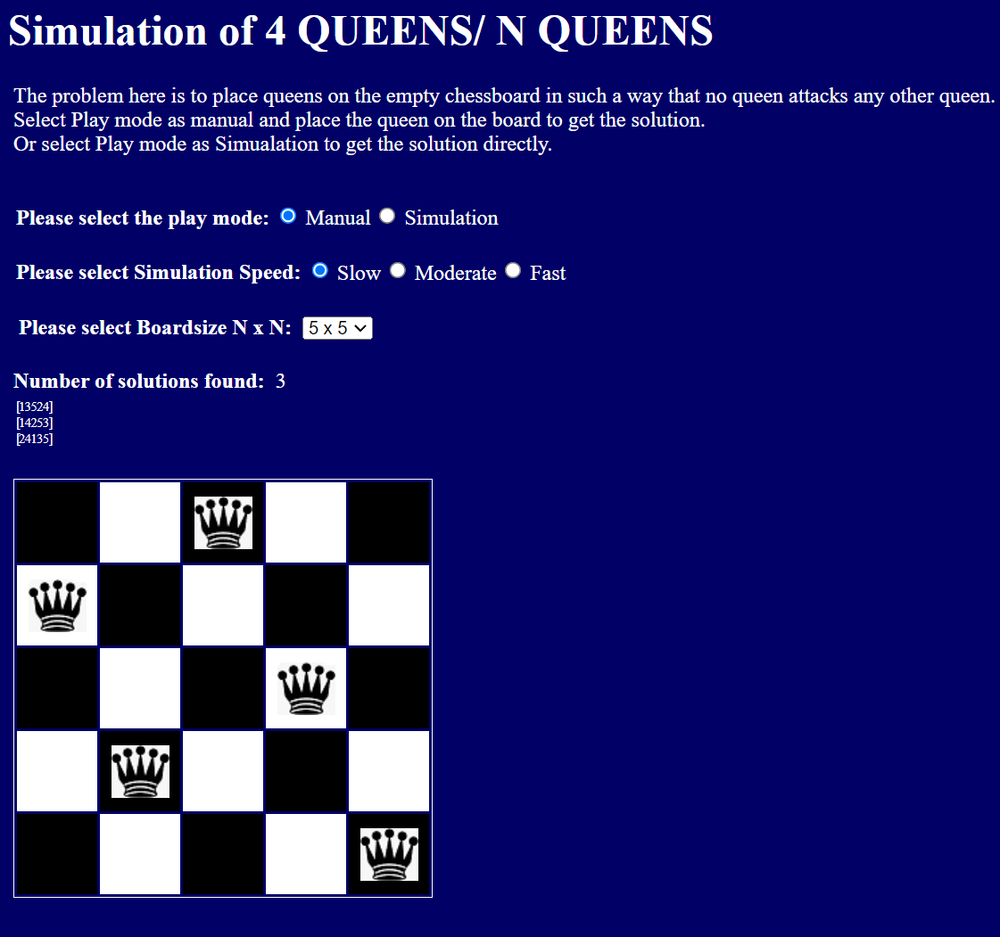 Simulation of 4 QUEENS/ N QUEENS
The problem here is to place queens on the empty chessboard in such a way that no queen attacks any other queen.
Select Play mode as manual and place the queen on the board to get the solution.
Or select Play mode as Simualation to get the solution directly.
Please select the play mode: Manual Simulation
Please select Simulation Speed: Slow Moderate Fast
Please select Boardsize N x N: 5 x 5
Number of solutions found: 3
[13524]
[14253]
[24135]